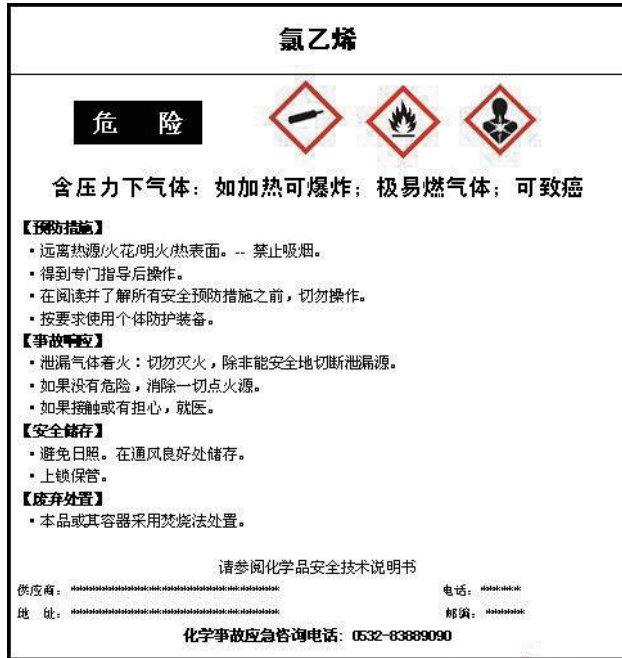 氯乙烯
危 险
含压力下气体：如加热可爆炸；极易燃气体；可致癌
【预防措施】
▪ 远离热源/火花/明火/热表面。-- 禁止吸烟。
▪ 得到专门指导后操作。
▪ 在阅读并了解所有安全预防措施之前，切勿操作。
▪ 按要求使用个体防护装备。
【事故响应】
▪ 泄漏气体着火：切勿灭火，除非能安全地切断泄漏源。
▪ 如果没有危险，消除一切点火源。
▪ 如果接触或有担心，就医。
【安全储存】
▪ 避免日照。在通风良好处储存。
▪ 上锁保管。
【废弃处置】
▪ 本品或其容器采用焚烧法处置。
请参阅化学品安全技术说明书
供应商：**************************************** 电话：********
地 址：**************************************** 邮编：********
化学事故应急咨询电话：0532-83889090